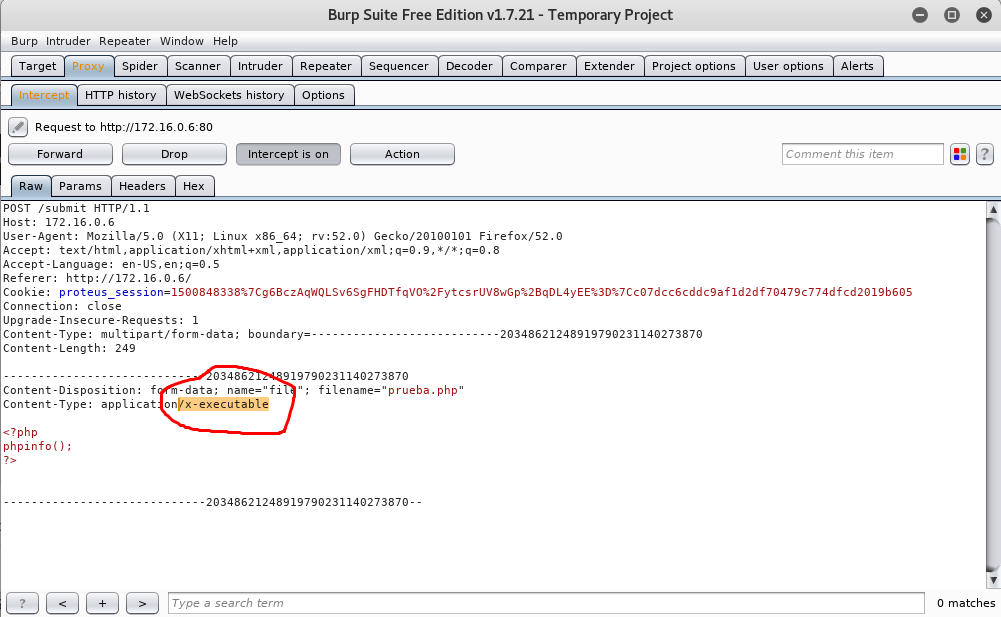 Burp Suite Free Edition v1.7.21 - Temporary Project
Burp Intruder Repeater Window Help
Target Proxy Spider Scanner Intruder Repeater Sequencer Decoder Comparer Extender Project options User options Alerts
Intercept HTTP history WebSockets history Options
Request to http://172.16.0.6:80
Forward Drop Intercept is on Action Comment this item ?
Raw Params Headers Hex
POST /submit HTTP/1.1
Host: 172.16.0.6
User-Agent: Mozilla/5.0 (X11; Linux x86_64; rv:52.0) Gecko/20100101 Firefox/52.0
Accept: text/html,application/xhtml+xml,application/xml;q=0.9,*/*;q=0.8
Accept-Language: en-US,en;q=0.5
Referer: http://172.16.0.6/
Cookie: proteus_session=1500848338%7Cg6BczAqWQLSv6SgFHDTfqVO%2FytcsrUV8wGp%2BqDL4yEE%3D%7Cc07dcc6cddc9af1d2df70479c774dfcd2019b605
Connection: close
Upgrade-Insecure-Requests: 1
Content-Type: multipart/form-data; boundary=---------------------------20348621248919790231140273870
Content-Length: 249
-----------------------------20348621248919790231140273870
Content-Disposition: form-data; name="file"; filename="prueba.php"
Content-Type: application/x-executable
<?php
phpinfo();
?>
-----------------------------20348621248919790231140273870--
? < + > Type a search term 0 matches